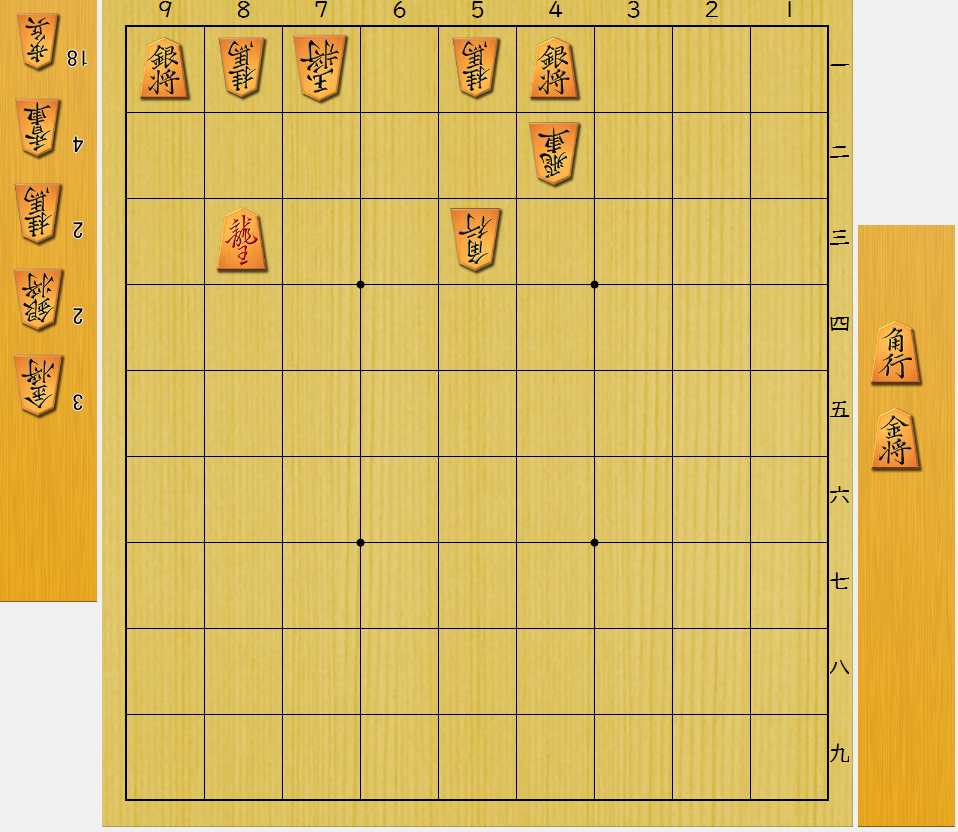 9 8 7 6 5 4 3 2 1
銀将 桂馬 玉将 桂馬 銀将 一
飛車 二
龍王 角行 三
四
五
六
七
八
九
歩兵 18
香車 4
桂馬 2
銀将 2
金将 3
角行
金将